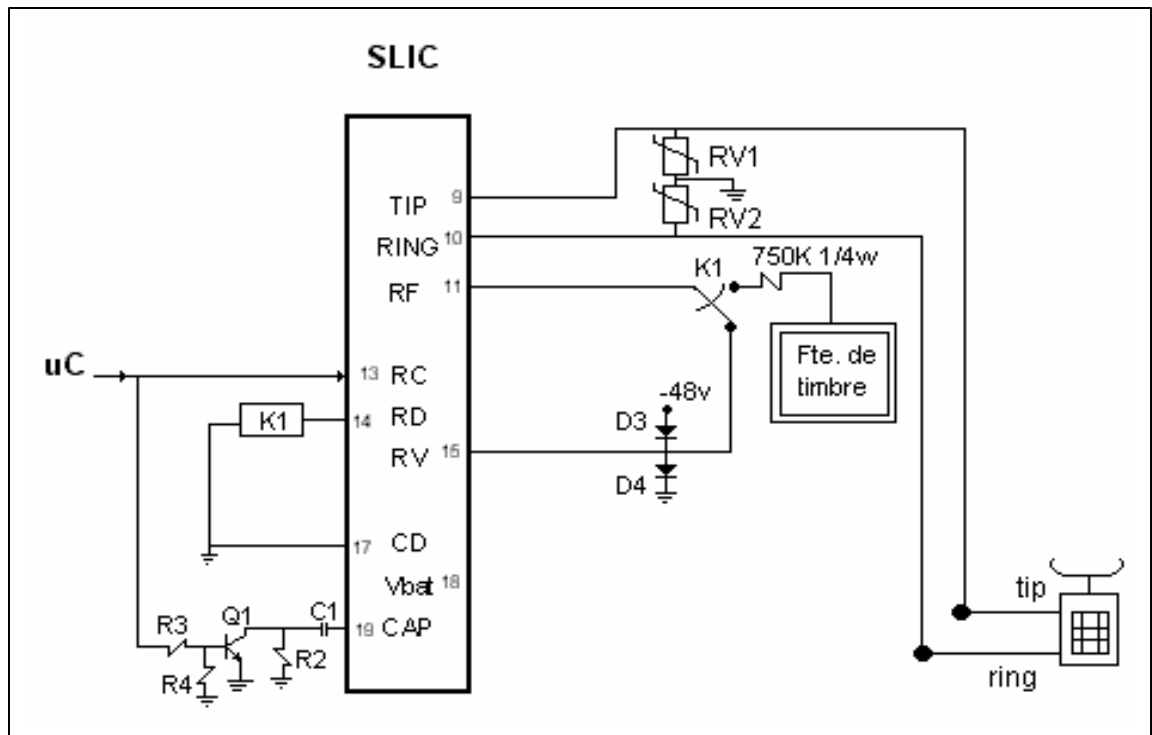 SLIC
TIP 9
RING 10
RF 11
13 RC
14 RD
RV 15
17 CD
Vbat 18
19 CAP
uC
K1
R3
R4
Q1
R2
C1
RV1
RV2
K1
750K 1/4w
Fte. de
timbre
-48v
D3
D4
tip
ring